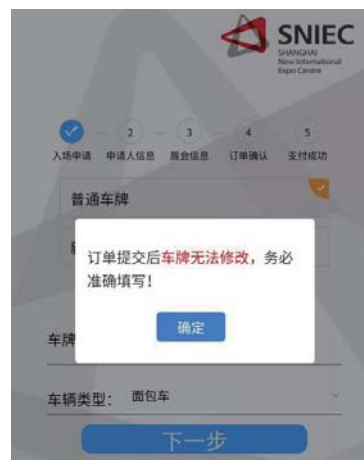 SNIEC
SHANGHAI
New International
Expo Centre
2
3
4
5
入场申请
申请人信息
展会信息
订单确认
支付成功
普通车牌
订单提交后车牌无法修改，务必
准确填写！
确定
车牌
车辆类型： 面包车
下一步